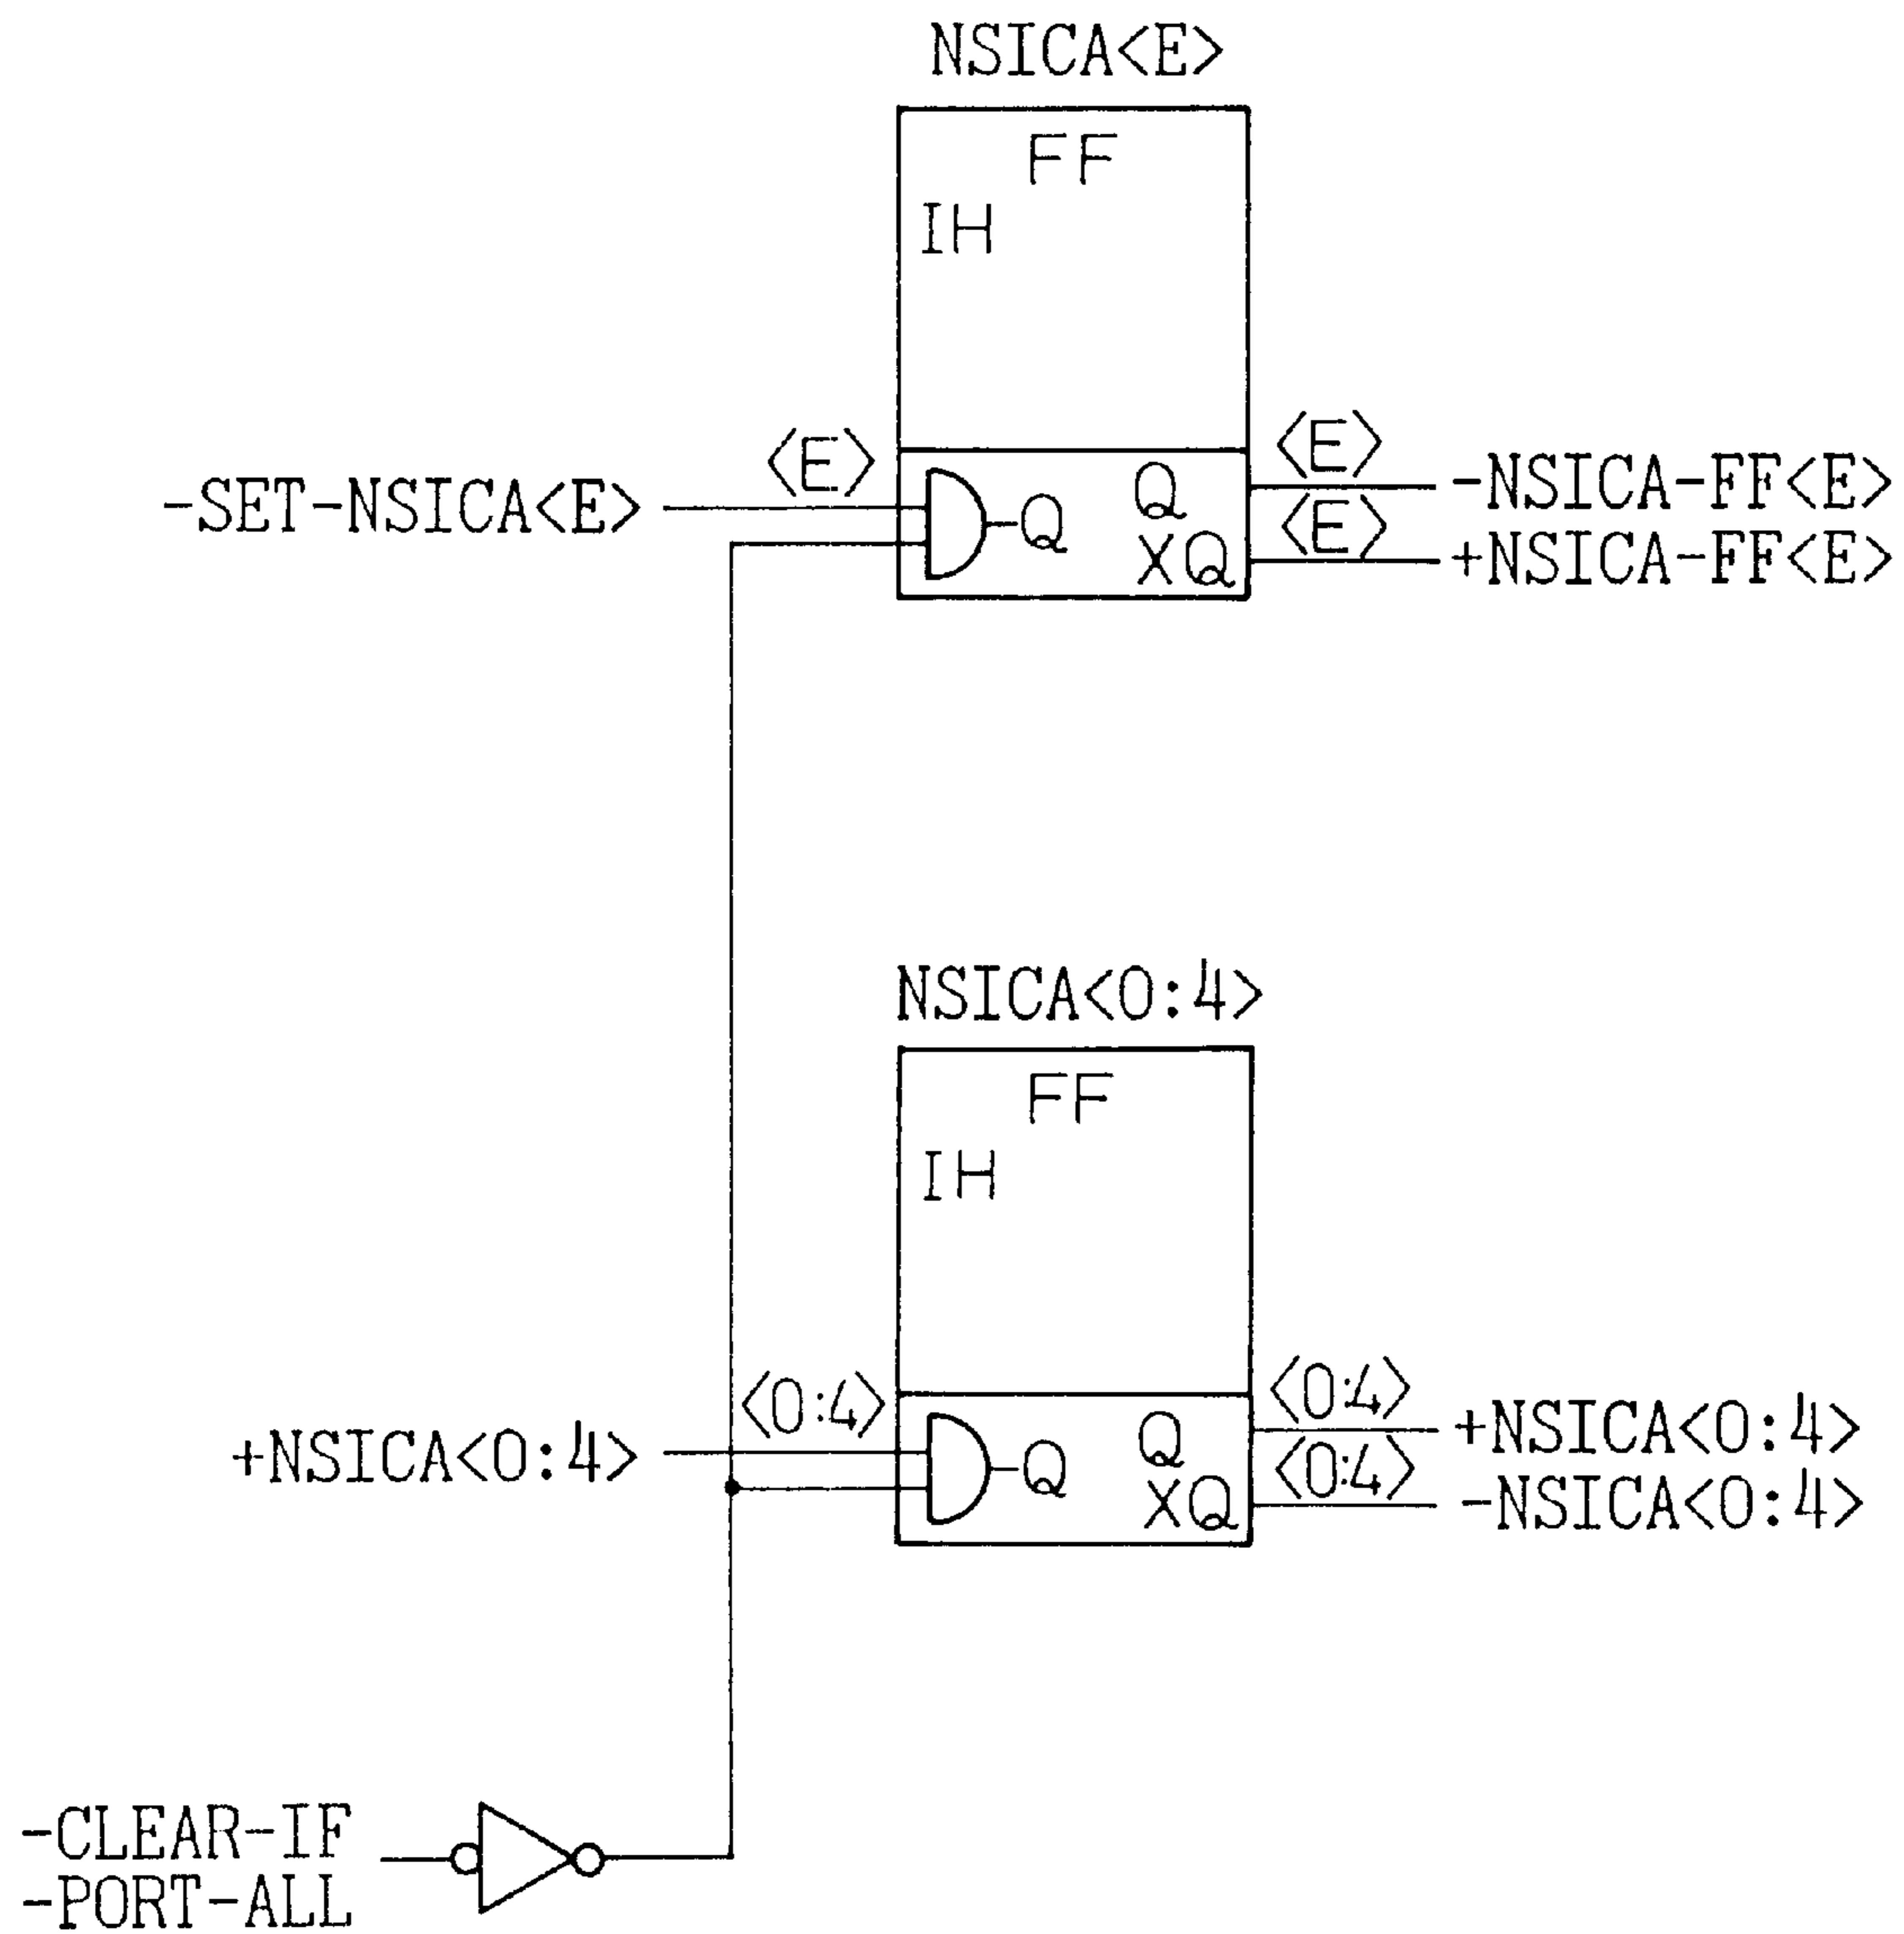 NSICA<E>
FF
IH
<E>
<E>
-SET-NSICA<E>
Q
Q
-NSICA-FF<E>
<E>
XQ
+NSICA-FF<E>
NSICA<0:4>
FF
IH
<0:4>
<0:4>
+NSICA<0:4>
Q
Q
+NSICA<0:4>
<0:4>
XQ
-NSICA<0:4>
-CLEAR-IF
-PORT-ALL